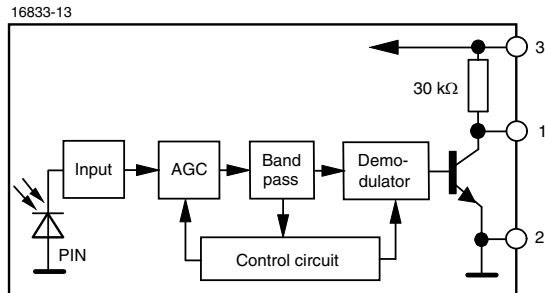 16833-13
3
30 kΩ
1
Input
AGC
Band
pass
Demo-
dulator
PIN
2
Control circuit